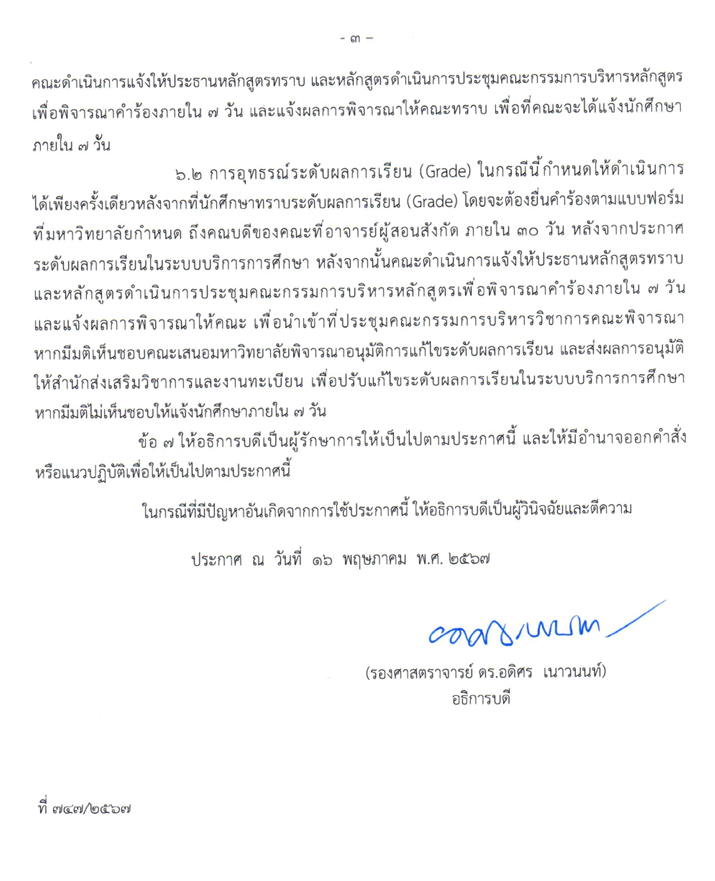 - ๓ –
คณะดำเนินการแจ้งให้ประธานหลักสูตรทราบ และหลักสูตรดำเนินการประชุมคณะกรรมการบริหารหลักสูตร
เพื่อพิจารณาคำร้องภายใน ๗ วัน และแจ้งผลการพิจารณาให้คณะทราบ เพื่อที่คณะจะได้แจ้งนักศึกษา
ภายใน ๗ วัน
๖.๒ การอุทธรณ์ระดับผลการเรียน (Grade) ในกรณีนี้กำหนดให้ดำเนินการ
ได้เพียงครั้งเดียวหลังจากที่นักศึกษาทราบระดับผลการเรียน (Grade) โดยจะต้องยื่นคำร้องตามแบบฟอร์ม
ที่มหาวิทยาลัยกำหนด ถึงคณบดีของคณะที่อาจารย์ผู้สอนสังกัด ภายใน ๓๐ วัน หลังจากประกาศ
ระดับผลการเรียนในระบบบริการการศึกษา หลังจากนั้นคณะดำเนินการแจ้งให้ประธานหลักสูตรทราบ
และหลักสูตรดำเนินการประชุมคณะกรรมการบริหารหลักสูตรเพื่อพิจารณาคำร้องภายใน ๗ วัน
และแจ้งผลการพิจารณาให้คณะ เพื่อนำเข้าที่ประชุมคณะกรรมการบริหารวิชาการคณะพิจารณา
หากมีมติเห็นชอบคณะเสนอมหาวิทยาลัยพิจารณาอนุมัติการแก้ไขระดับผลการเรียน และส่งผลการอนุมัติ
ให้สำนักส่งเสริมวิชาการและงานทะเบียน เพื่อปรับแก้ไขระดับผลการเรียนในระบบบริการการศึกษา
หากมีมติไม่เห็นชอบให้แจ้งนักศึกษาภายใน ๗ วัน
ข้อ ๗ ให้อธิการบดีเป็นผู้รักษาการให้เป็นไปตามประกาศนี้ และให้มีอำนาจออกคำสั่ง
หรือแนวปฏิบัติเพื่อให้เป็นไปตามประกาศนี้
ในกรณีที่มีปัญหาอันเกิดจากการใช้ประกาศนี้ ให้อธิการบดีเป็นผู้วินิจฉัยและตีความ
ประกาศ ณ วันที่ ๑๖ พฤษภาคม พ.ศ. ๒๕๖๗
(รองศาสตราจารย์ ดร.อดิศร เนาวนนท์)
อธิการบดี
ที่ ๗๔๗/๒๕๖๗